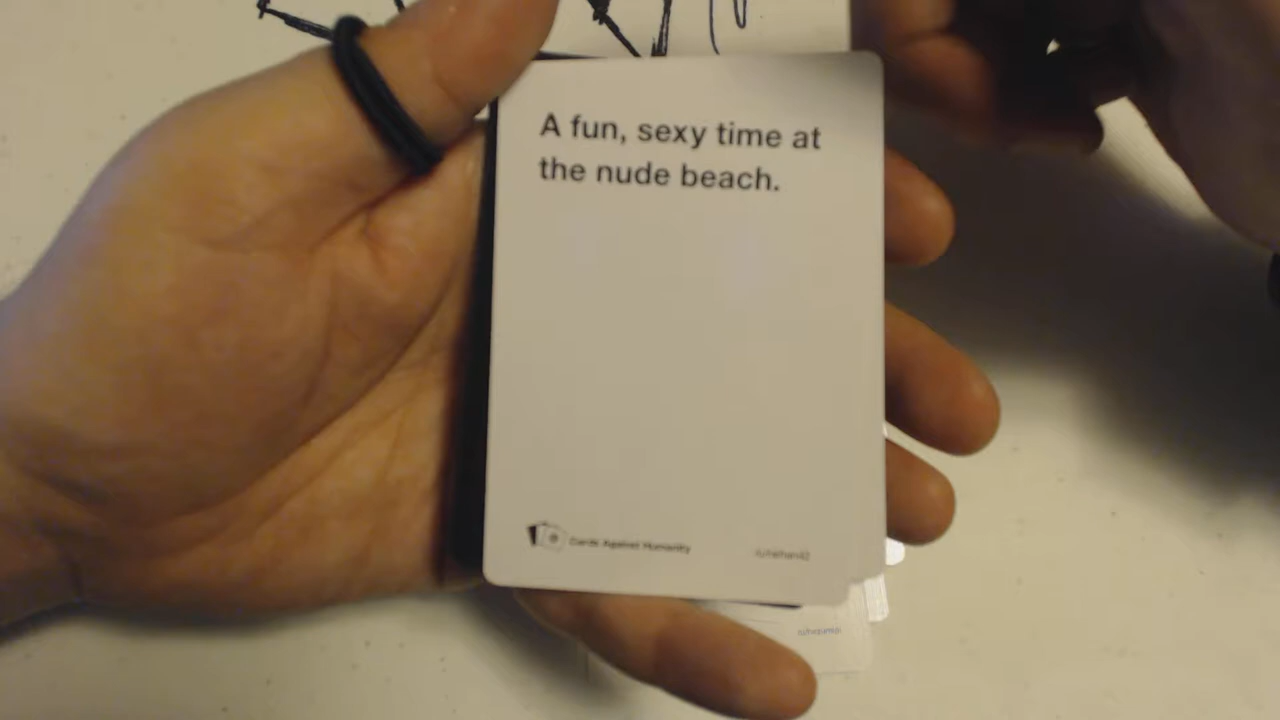 A fun, sexy time at
the nude beach.
Cards Against Humanity